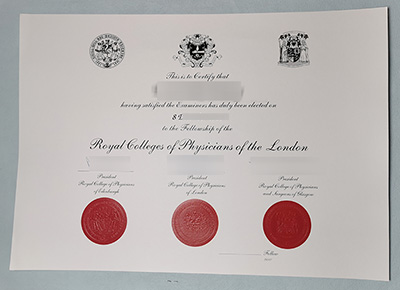 This is to Certify that
having satisfied the Examiners has duly been elected on
to the Fellowship of the
Royal Colleges of Physicians of the London
President
Royal College of Physicians
of Edinburgh
President
Royal College of Physicians
of London
President
Royal College of Physicians
and Surgeons of Glasgow
Fellow